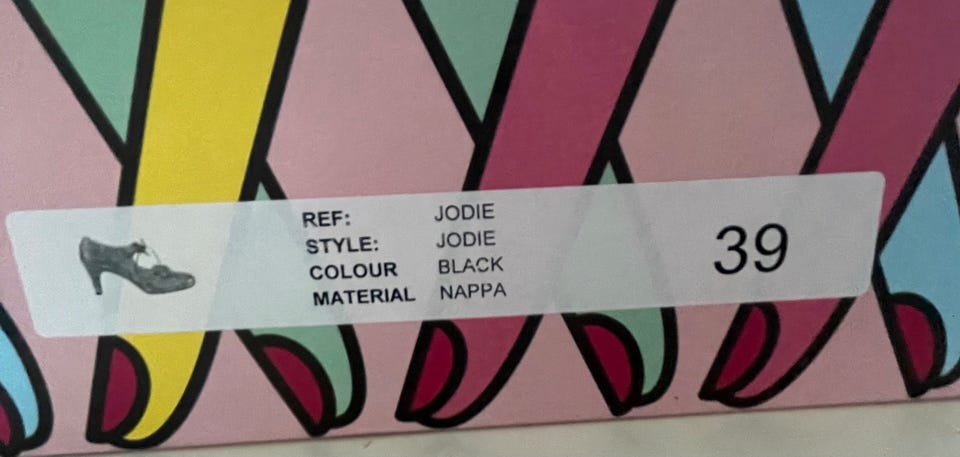 REF: JODIE
STYLE: JODIE
COLOUR BLACK
MATERIAL NAPPA
39